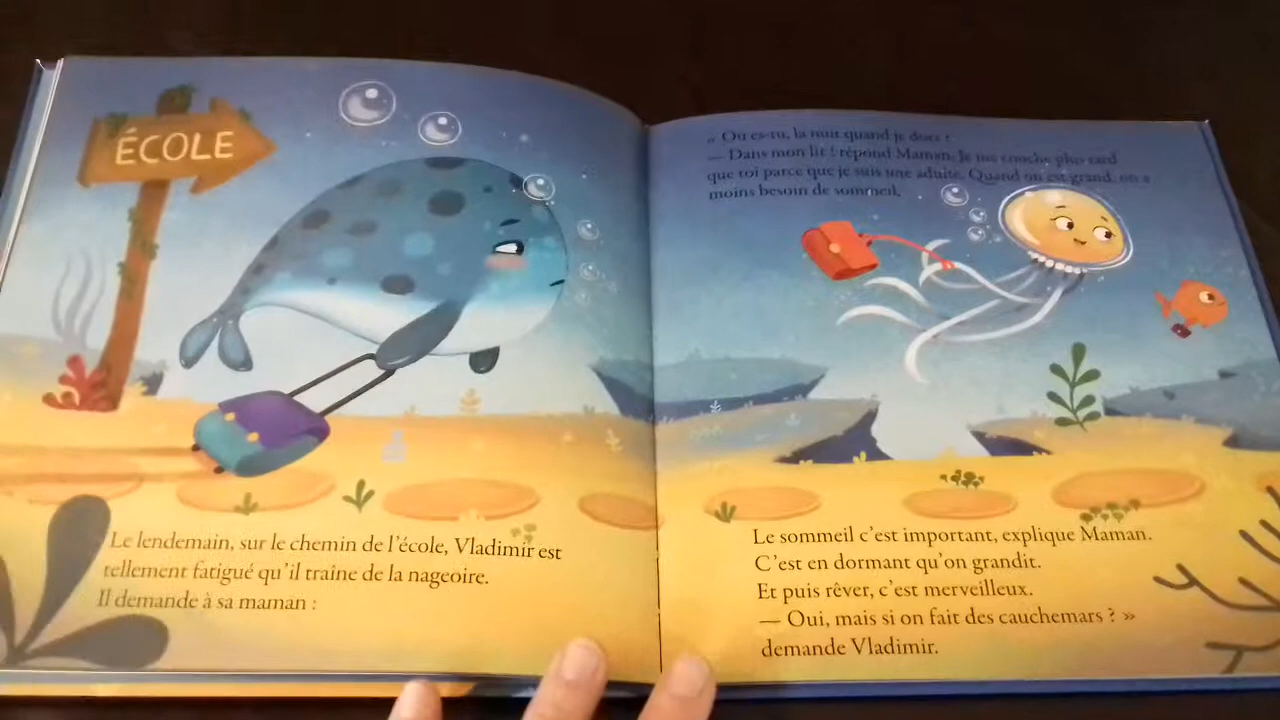 ÉCOLE
Le lendemain, sur le chemin de l'école, Vladimir est
tellement fatigué qu'il traîne de la nageoire.
Il demande à sa maman :
« Où es-tu, la nuit quand je dors ?
— Dans mon lit ! répond Maman. Je me couche plus tard
que toi parce que je suis une adulte. Quand on est grand, on a
moins besoin de sommeil.
Le sommeil c'est important, explique Maman.
C'est en dormant qu'on grandit.
Et puis rêver, c'est merveilleux.
— Oui, mais si on fait des cauchemars ? »
demande Vladimir.